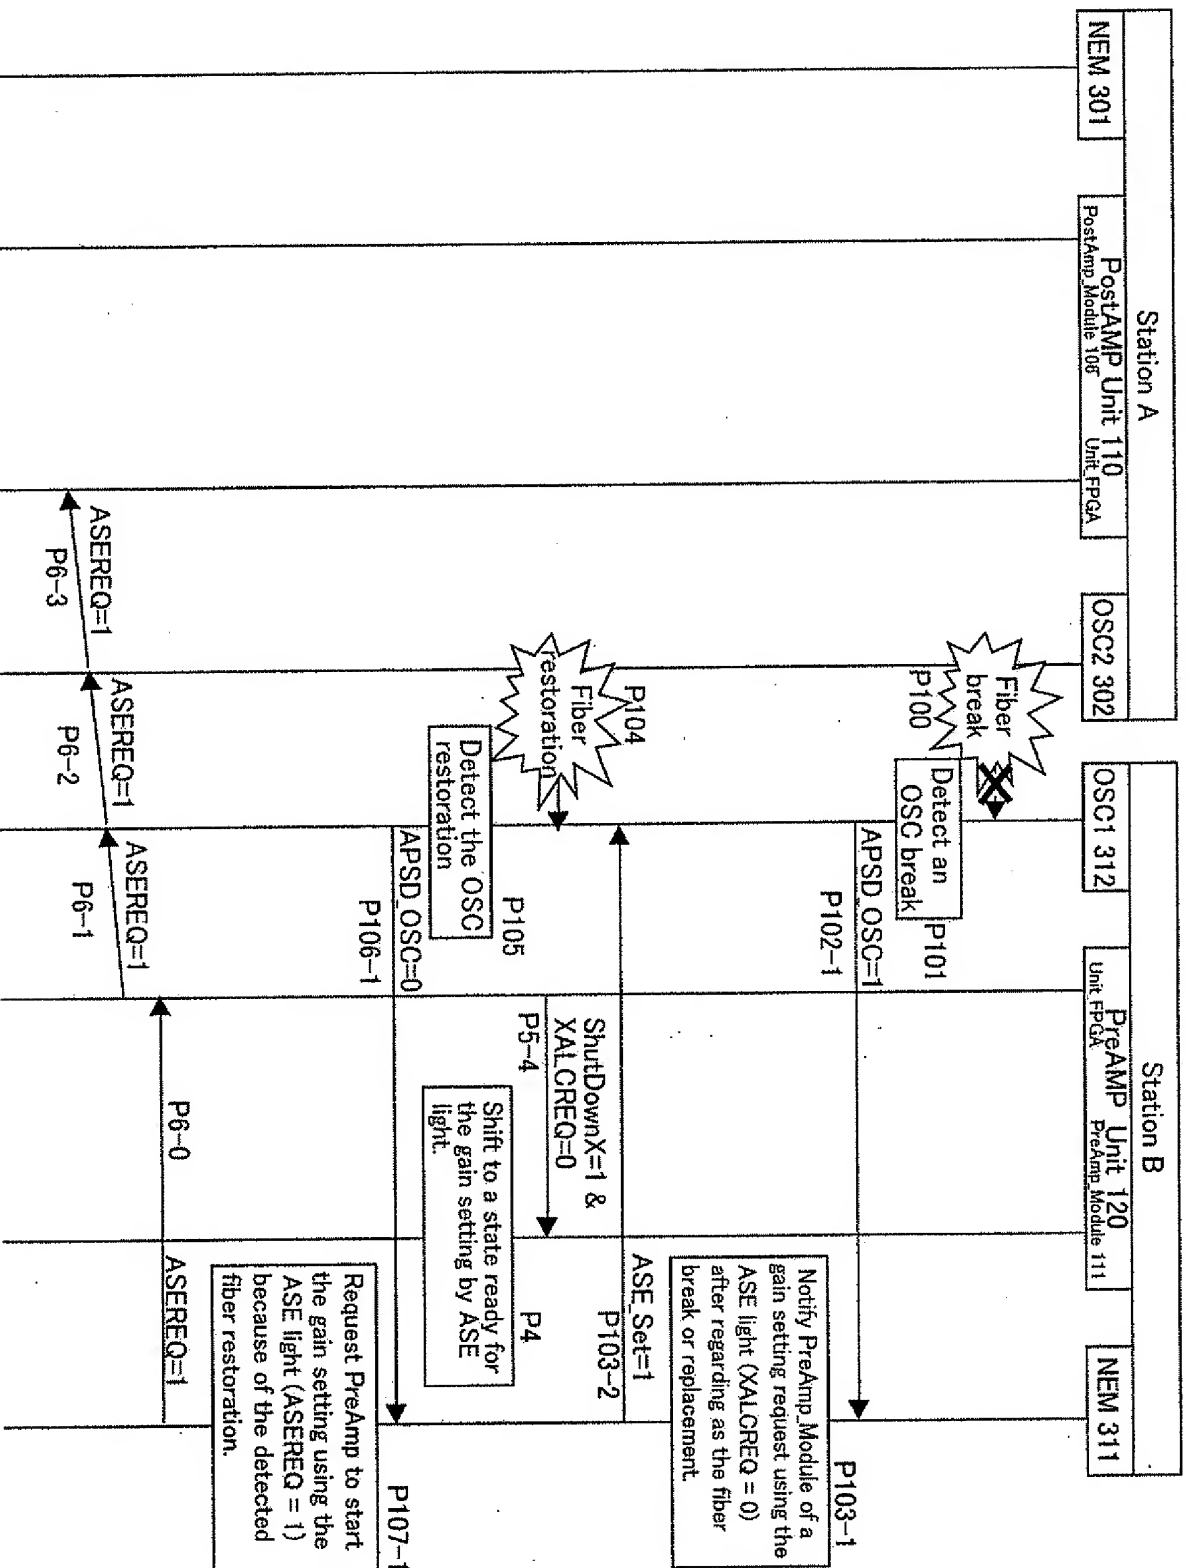 Station A
Station B
NEM 301
PostAMP Unit 110
PostAmp_Module 106
Unit_FPGA
OSC2 302
OSC1 312
PreAMP Unit 120
Unit_FPGA
PreAmp_Module 111
NEM 311
Fiber
break
P100
Detect an
OSC break
P101
APSD_OSC=1
P102-1
P103-1
Notify PreAmp_Module of a
gain setting request using the
ASE light (XALCREQ = 0)
after regarding as the fiber
break or replacement.
ASE_Set=1
P103-2
P104
Fiber
restoration
ShutDownX=1 &
XALCREQ=0
P5-4
P4
Shift to a state ready for
the gain setting by ASE
light.
P105
Detect the OSC
restoration
APSD_OSC=0
P106-1
P107-1
Request PreAmp to start
the gain setting using the
ASE light (ASEREQ = 1)
because of the detected
fiber restoration.
ASEREQ=1
P6-0
ASEREQ=1
P6-1
ASEREQ=1
P6-2
ASEREQ=1
P6-3